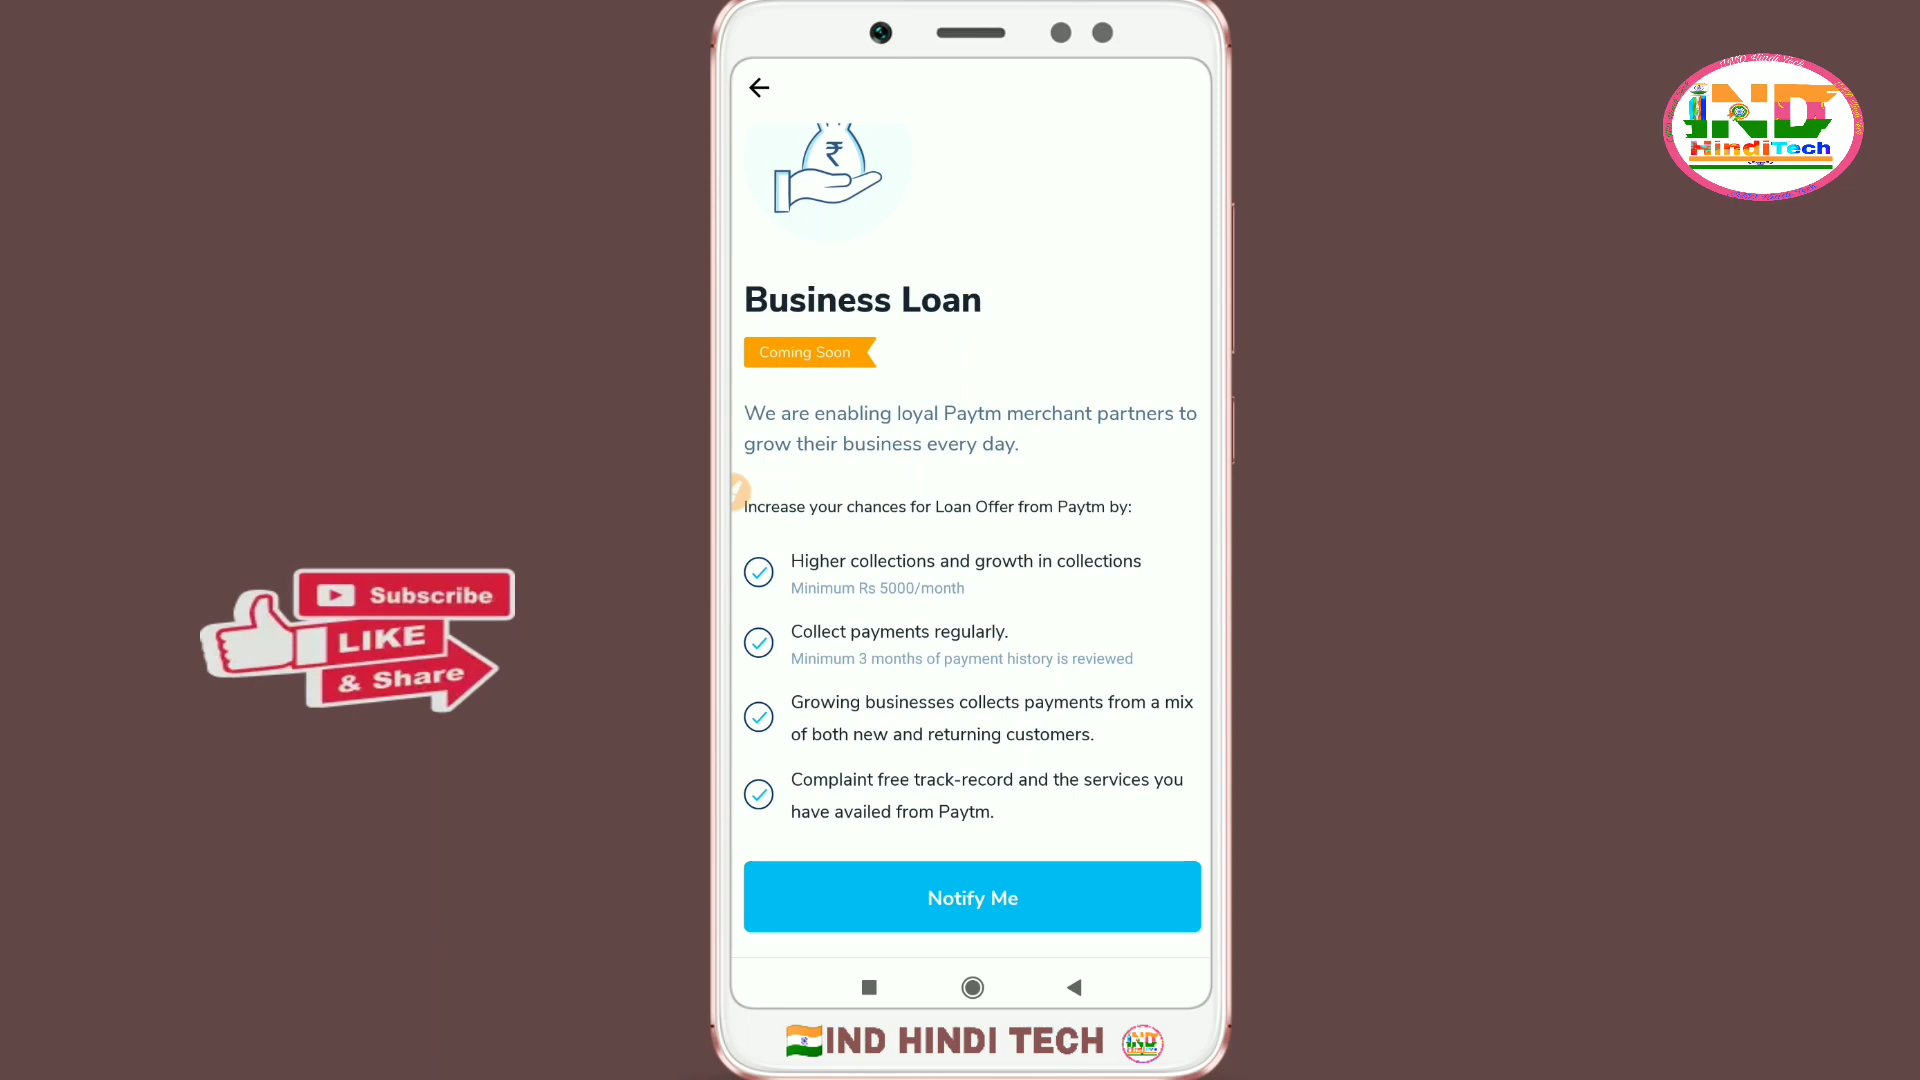 IND
HindiTech
₹
Business Loan
Coming Soon
We are enabling loyal Paytm merchant partners to
grow their business every day.
Increase your chances for Loan Offer from Paytm by:
Higher collections and growth in collections
Minimum Rs 5000/month
Collect payments regularly.
Minimum 3 months of payment history is reviewed
Growing businesses collects payments from a mix
of both new and returning customers.
Complaint free track-record and the services you
have availed from Paytm.
Notify Me
Subscribe
LIKE
& Share
IND HINDI TECH
IND